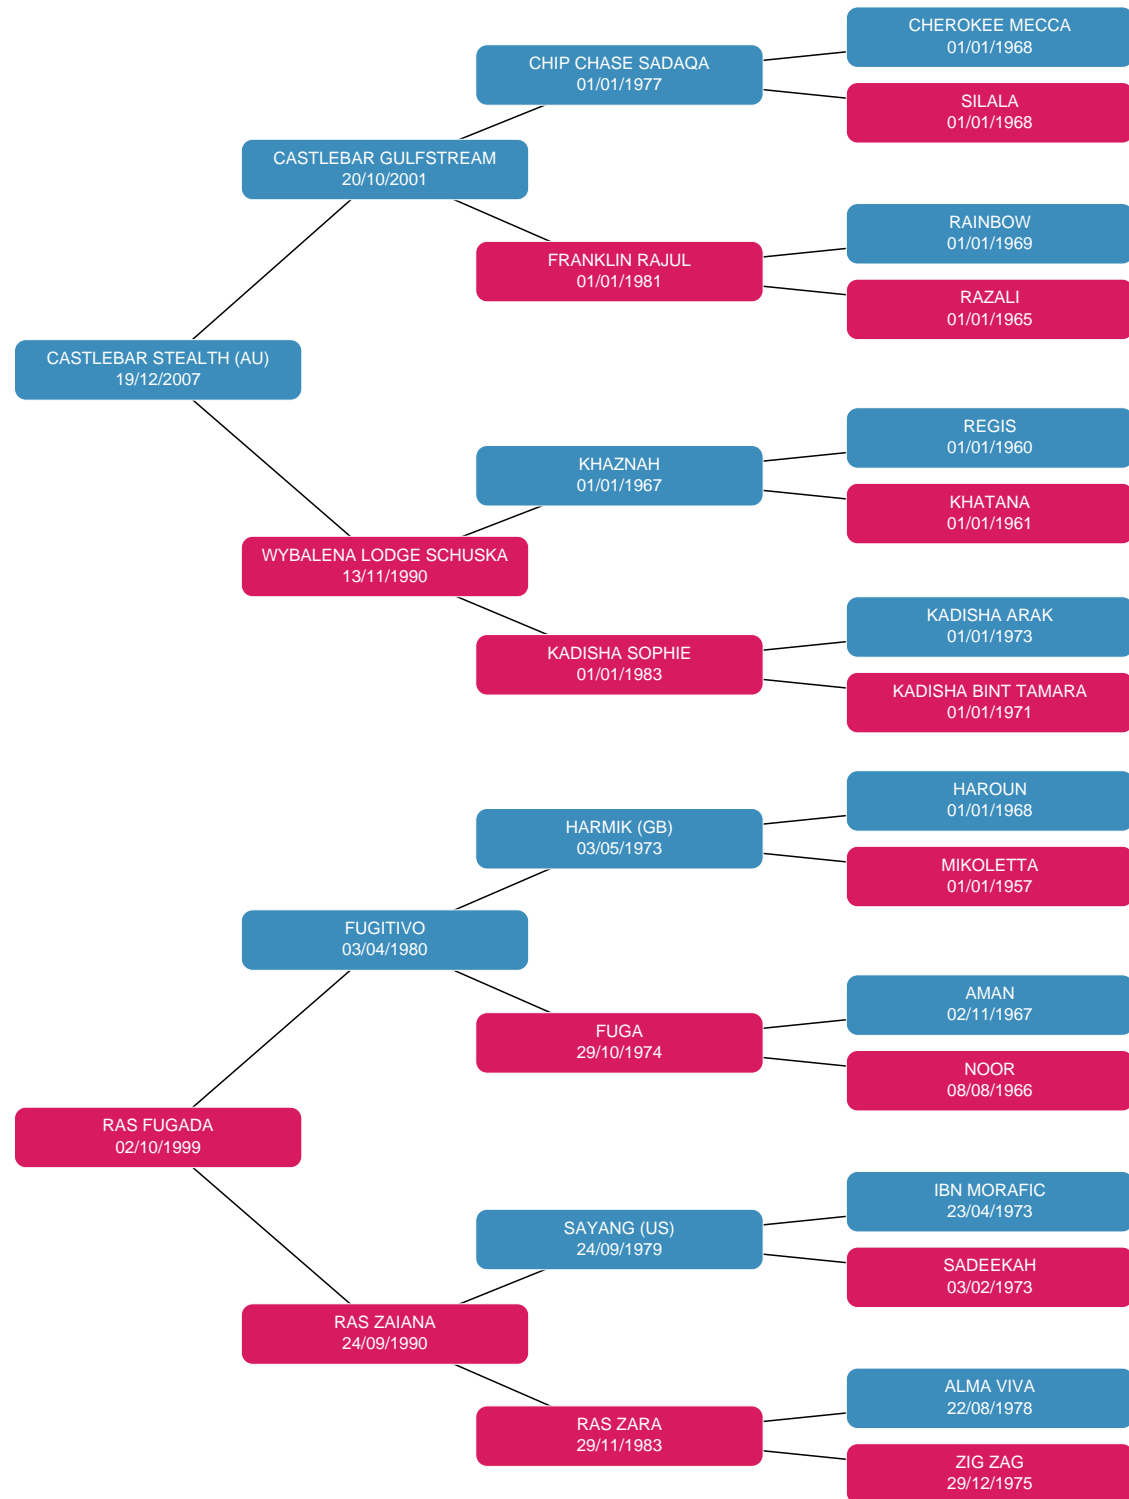 CHEROKEE MECCA
01/01/1968
CHIP CHASE SADAQA
01/01/1977
SILALA
01/01/1968
CASTLEBAR GULFSTREAM
20/10/2001
RAINBOW
01/01/1969
FRANKLIN RAJUL
01/01/1981
RAZALI
01/01/1965
CASTLEBAR STEALTH (AU)
19/12/2007
REGIS
01/01/1960
KHAZNAH
01/01/1967
KHATANA
01/01/1961
WYBALENA LODGE SCHUSKA
13/11/1990
KADISHA ARAK
01/01/1973
KADISHA SOPHIE
01/01/1983
KADISHA BINT TAMARA
01/01/1971
HAROUN
01/01/1968
HARMIK (GB)
03/05/1973
MIKOLETTA
01/01/1957
FUGITIVO
03/04/1980
AMAN
02/11/1967
FUGA
29/10/1974
NOOR
08/08/1966
RAS FUGADA
02/10/1999
IBN MORAFIC
23/04/1973
SAYANG (US)
24/09/1979
SADEEKAH
03/02/1973
RAS ZAIANA
24/09/1990
ALMA VIVA
22/08/1978
RAS ZARA
29/11/1983
ZIG ZAG
29/12/1975